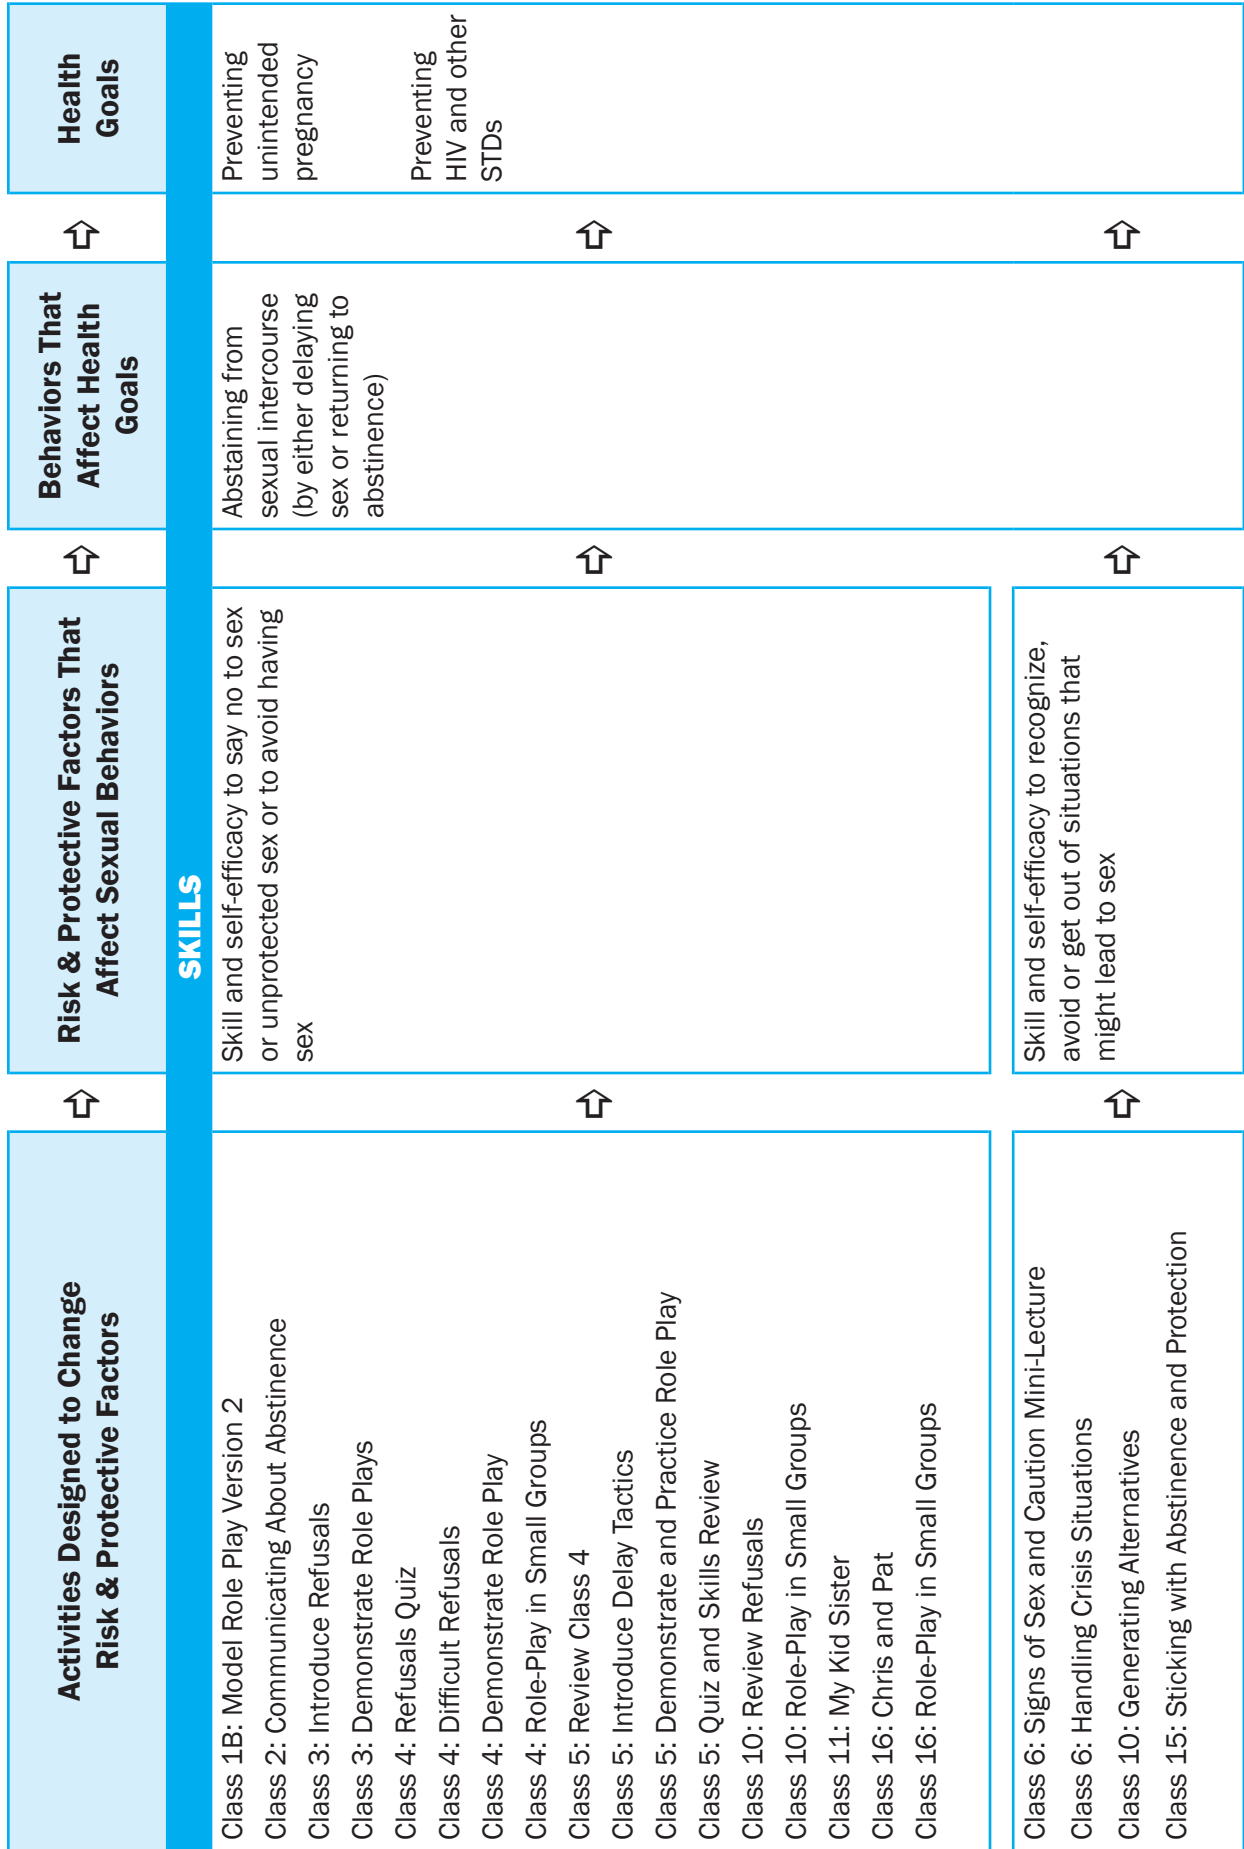 Activities Designed to Change
Risk & Protective Factors
Risk & Protective Factors That
Affect Sexual Behaviors
Behaviors That
Affect Health
Goals
Health
Goals
SKILLS
Class 1B: Model Role Play Version 2
Class 2: Communicating About Abstinence
Class 3: Introduce Refusals
Class 3: Demonstrate Role Plays
Class 4: Refusals Quiz
Class 4: Difficult Refusals
Class 4: Demonstrate Role Play
Class 4: Role-Play in Small Groups
Class 5: Review Class 4
Class 5: Introduce Delay Tactics
Class 5: Demonstrate and Practice Role Play
Class 5: Quiz and Skills Review
Class 10: Review Refusals
Class 10: Role-Play in Small Groups
Class 11: My Kid Sister
Class 16: Chris and Pat
Class 16: Role-Play in Small Groups
Skill and self-efficacy to say no to sex
or unprotected sex or to avoid having
sex
Abstaining from
sexual intercourse
(by either delaying
sex or returning to
abstinence)
Preventing
unintended
pregnancy
Preventing
HIV and other
STDs
Class 6: Signs of Sex and Caution Mini-Lecture
Class 6: Handling Crisis Situations
Class 10: Generating Alternatives
Class 15: Sticking with Abstinence and Protection
Skill and self-efficacy to recognize,
avoid or get out of situations that
might lead to sex